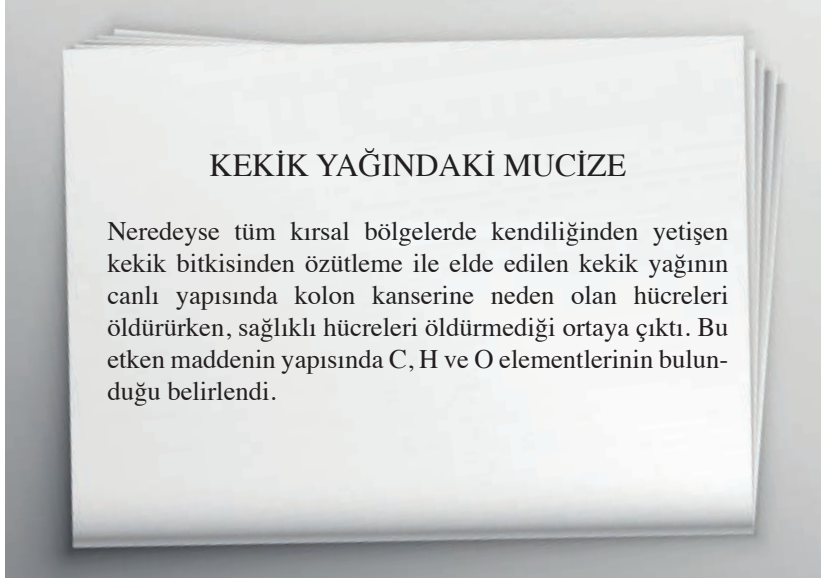 KEKİK YAĞINDAKİ MUCİZE
Neredeyse tüm kırsal bölgelerde kendiliğinden yetişen
kekik bitkisinden özütleme ile elde edilen kekik yağının
canlı yapısında kolon kanserine neden olan hücreleri
öldürürken, sağlıklı hücreleri öldürmediği ortaya çıktı. Bu
etken maddenin yapısında C, H ve O elementlerinin bulun-
duğu belirlendi.